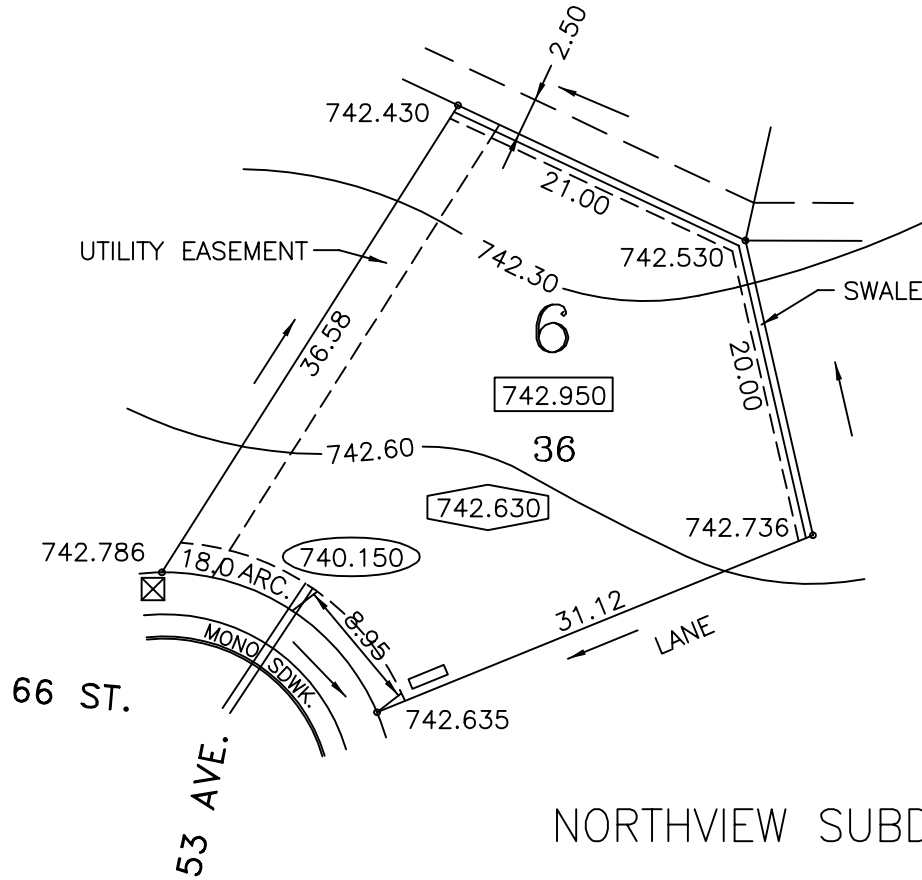 2.50
742.430
21.00
UTILITY EASEMENT
742.530
742.30
SWALE
6
36.58
20.00
742.950
742.60
36
742.630
742.736
742.786
740.150
18.0 ARC.
8.95
31.12
LANE
MONO SDWK.
66 ST.
742.635
53 AVE.
NORTHVIEW SUBD